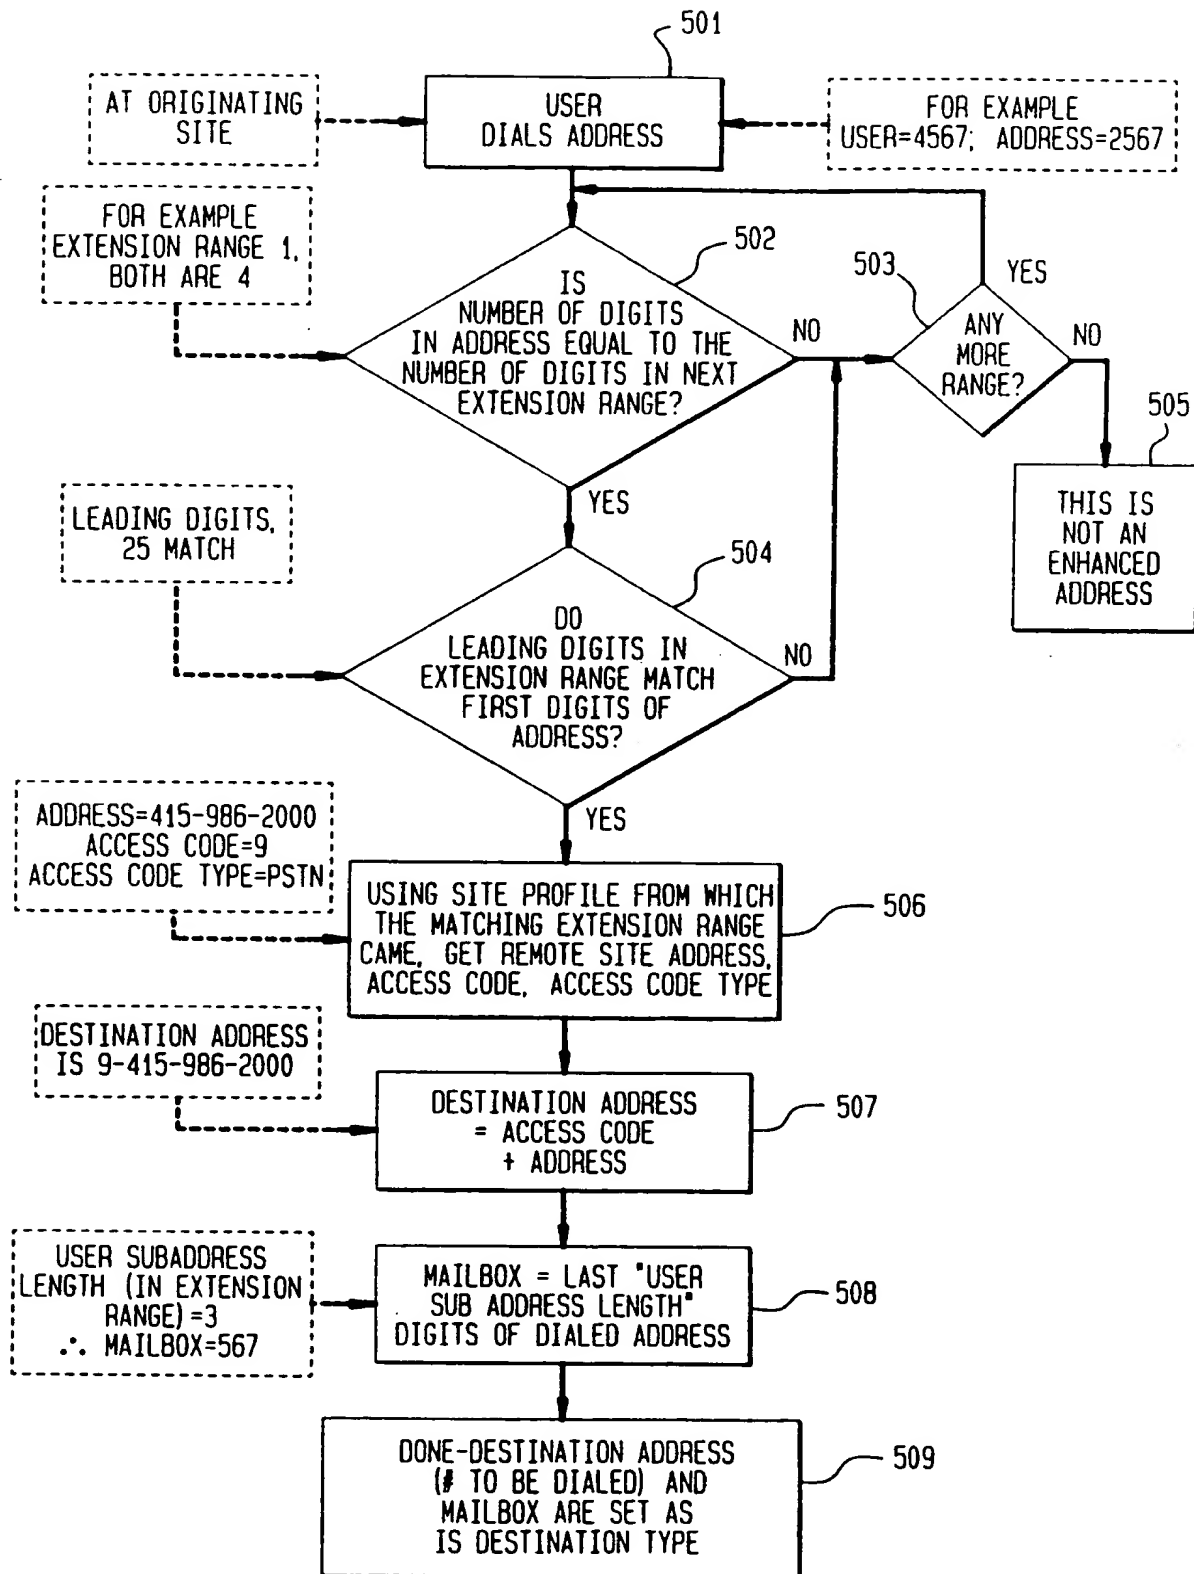 501
AT ORIGINATING
SITE
USER
DIALS ADDRESS
FOR EXAMPLE
USER=4567; ADDRESS=2567
FOR EXAMPLE
EXTENSION RANGE 1,
BOTH ARE 4
502
IS
NUMBER OF DIGITS
IN ADDRESS EQUAL TO THE
NUMBER OF DIGITS IN NEXT
EXTENSION RANGE?
NO
503
YES
ANY
MORE
RANGE?
NO
505
THIS IS
NOT AN
ENHANCED
ADDRESS
YES
LEADING DIGITS,
25 MATCH
504
DO
LEADING DIGITS IN
EXTENSION RANGE MATCH
FIRST DIGITS OF
ADDRESS?
NO
YES
ADDRESS=415-986-2000
ACCESS CODE=9
ACCESS CODE TYPE=PSTN
USING SITE PROFILE FROM WHICH
THE MATCHING EXTENSION RANGE
CAME, GET REMOTE SITE ADDRESS,
ACCESS CODE, ACCESS CODE TYPE
506
DESTINATION ADDRESS
IS 9-415-986-2000
DESTINATION ADDRESS
= ACCESS CODE
+ ADDRESS
507
USER SUBADDRESS
LENGTH (IN EXTENSION
RANGE)=3
∴ MAILBOX=567
MAILBOX = LAST "USER
SUB ADDRESS LENGTH"
DIGITS OF DIALED ADDRESS
508
DONE-DESTINATION ADDRESS
(# TO BE DIALED) AND
MAILBOX ARE SET AS
IS DESTINATION TYPE
509